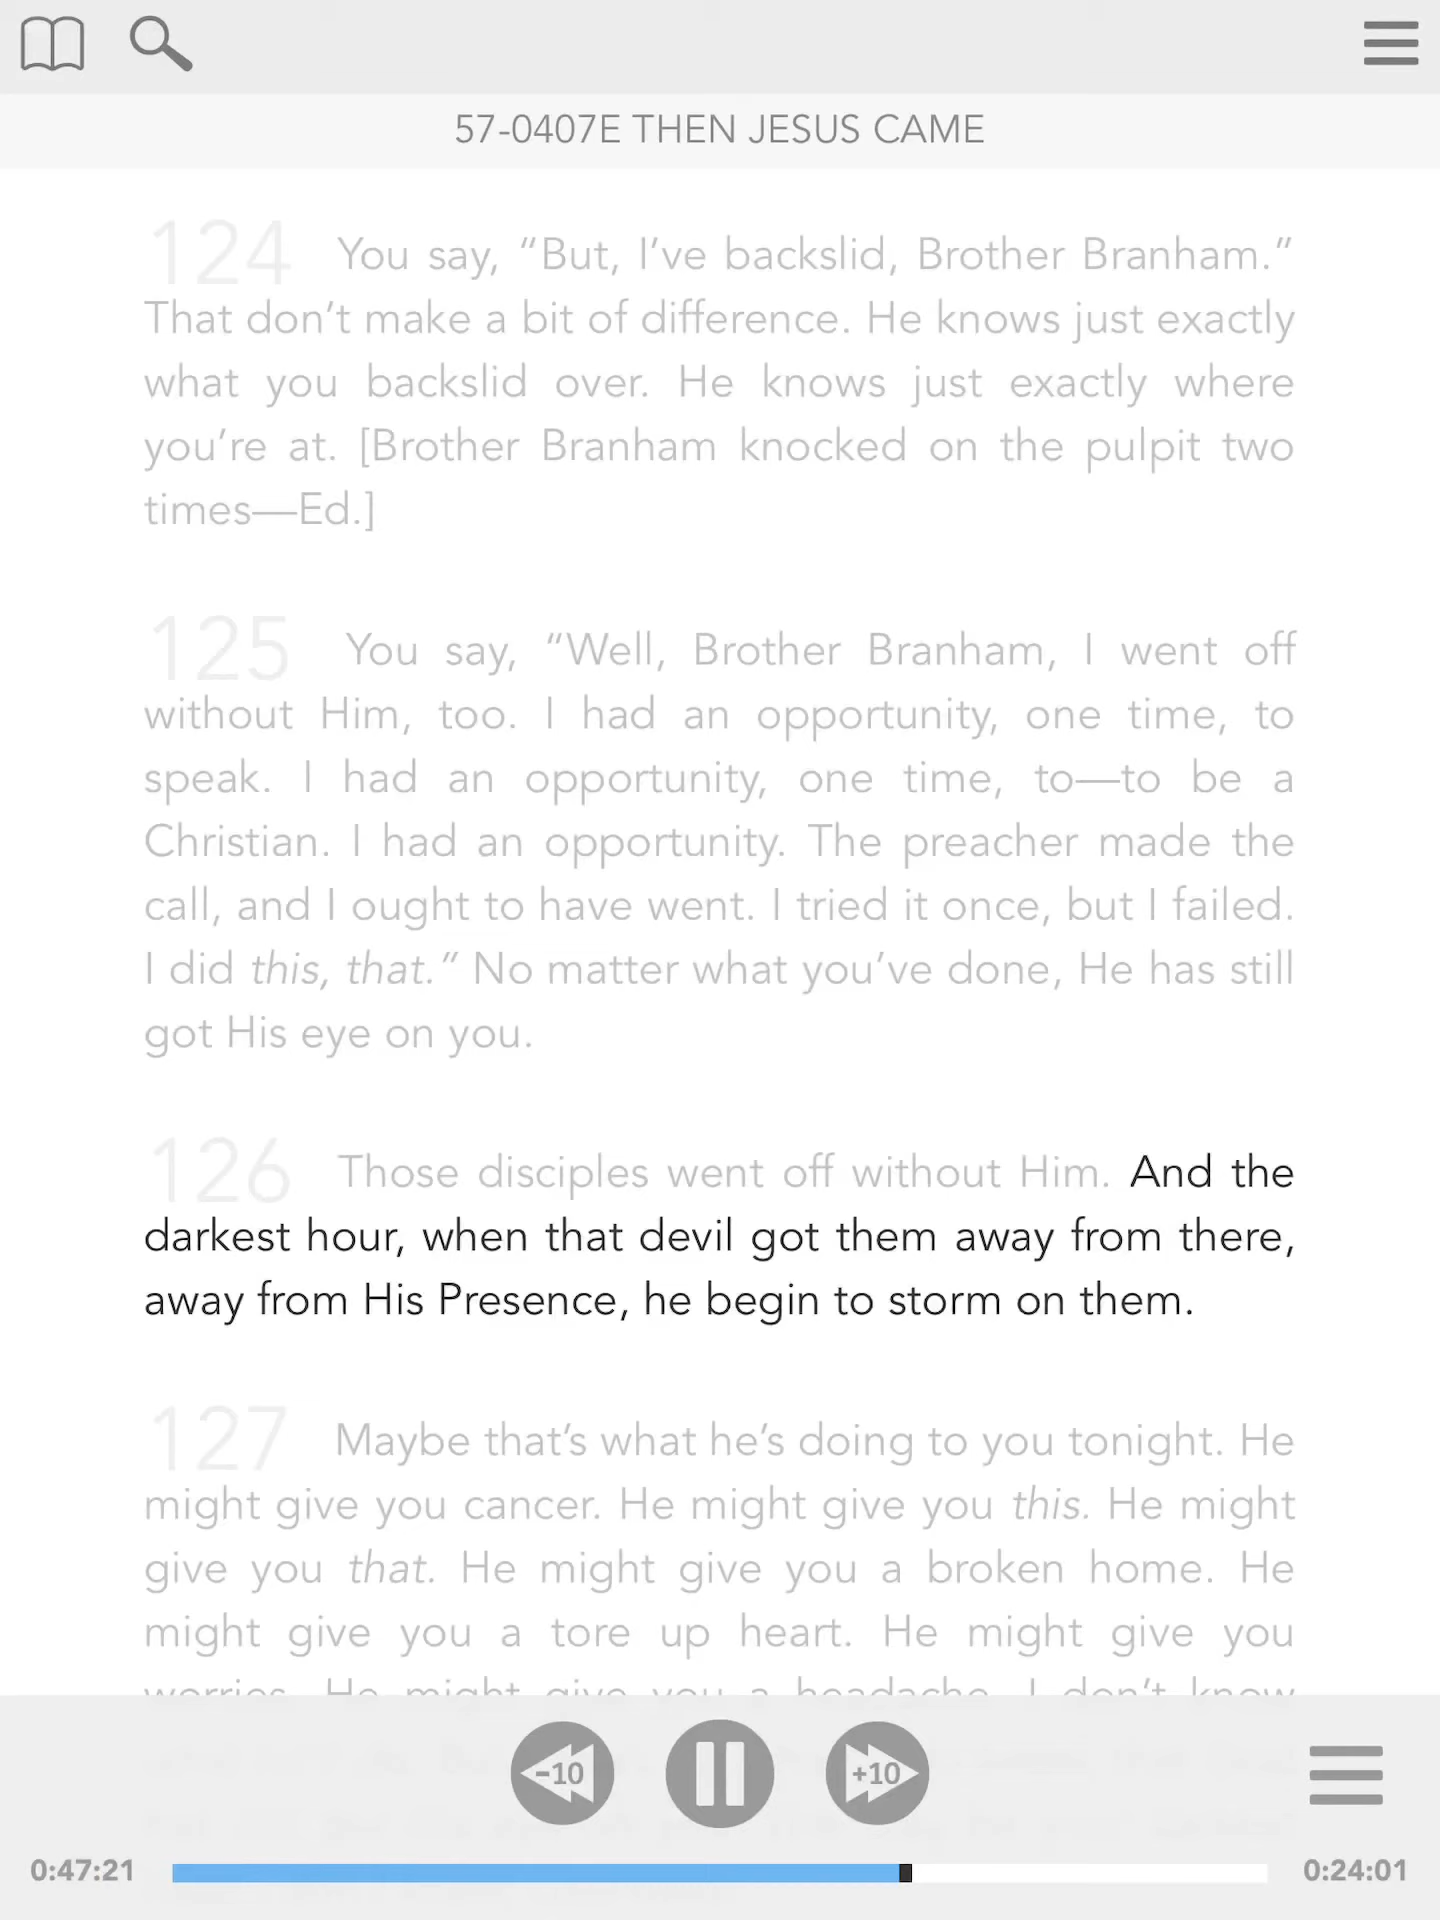 57-0407E THEN JESUS CAME
124 You say, “But, I’ve backslid, Brother Branham.”
That don’t make a bit of difference. He knows just exactly
what you backslid over. He knows just exactly where
you’re at. [Brother Branham knocked on the pulpit two
times—Ed.]
125 You say, “Well, Brother Branham, I went off
without Him, too. I had an opportunity, one time, to
speak. I had an opportunity, one time, to—to be a
Christian. I had an opportunity. The preacher made the
call, and I ought to have went. I tried it once, but I failed.
I did this, that.” No matter what you’ve done, He has still
got His eye on you.
126 Those disciples went off without Him. And the
darkest hour, when that devil got them away from there,
away from His Presence, he begin to storm on them.
127 Maybe that’s what he’s doing to you tonight. He
might give you cancer. He might give you this. He might
give you that. He might give you a broken home. He
might give you a tore up heart. He might give you
worries. He might give you a headache. I don’t know
-10 +10
0:47:21 0:24:01